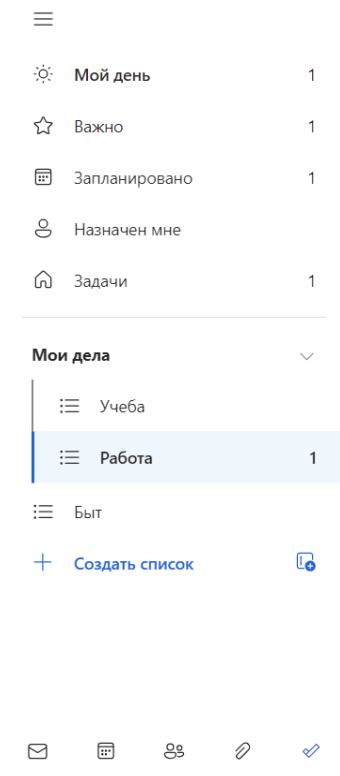 Мой день 1
Важно 1
Запланировано 1
Назначен мне
Задачи 1
Мои дела
Учеба
Работа 1
Быт
Создать список